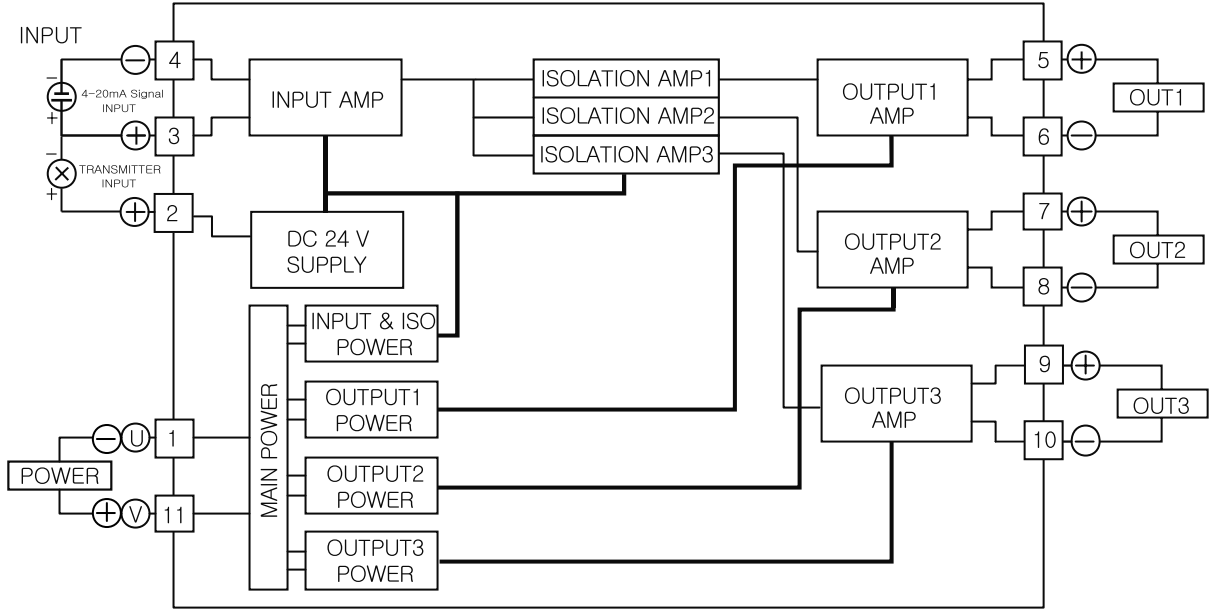 INPUT
4
5
4-20mA Signal
INPUT
INPUT AMP
ISOLATION AMP1
ISOLATION AMP2
ISOLATION AMP3
OUTPUT1
AMP
OUT1
3
6
TRANSMITTER
INPUT
2
DC 24 V
SUPPLY
7
OUTPUT2
AMP
OUT2
8
INPUT & ISO
POWER
9
OUTPUT1
POWER
OUTPUT3
AMP
OUT3
10
MAIN POWER
U
1
POWER
OUTPUT2
POWER
V
11
OUTPUT3
POWER